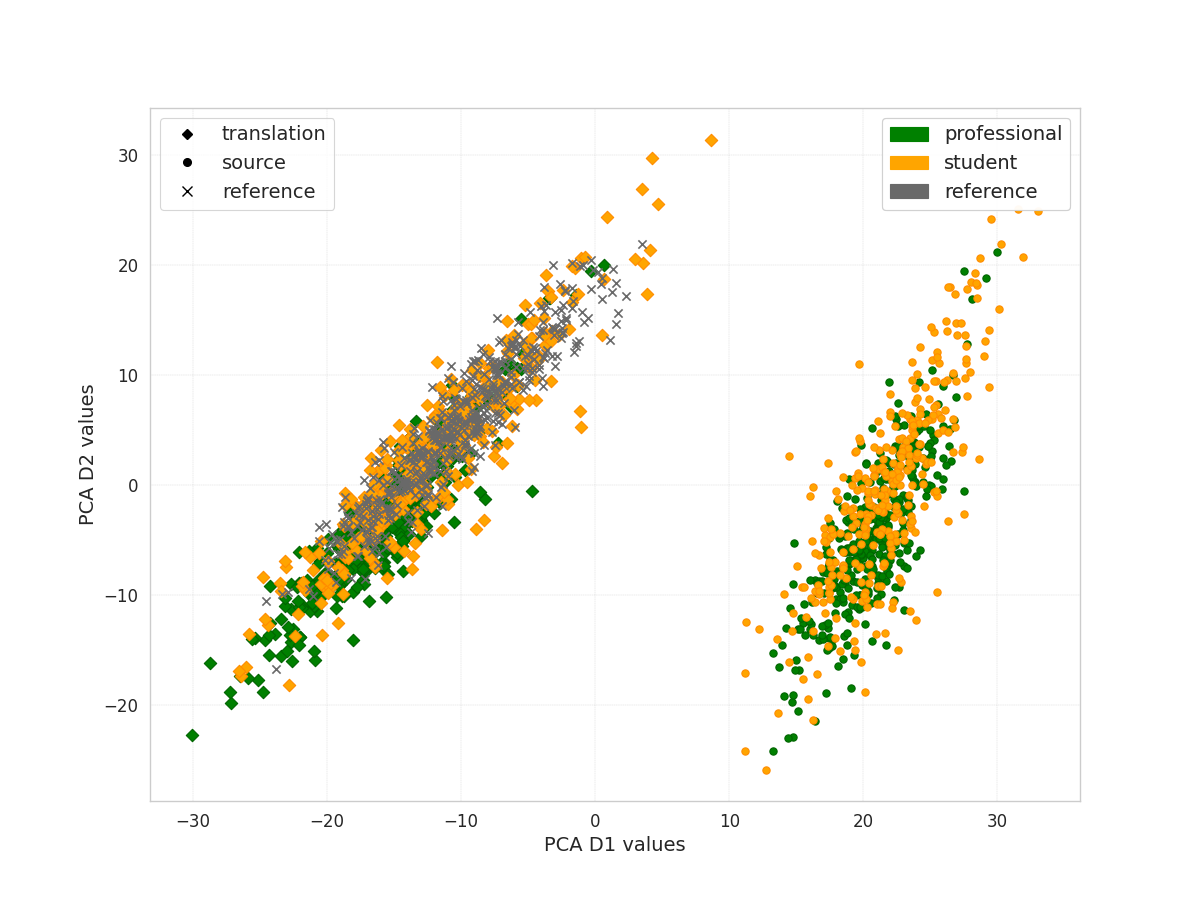 translation
source
reference
professional
student
reference
30
20
10
0
−10
−20
−30
−20
−10
0
10
20
30
PCA D1 values
PCA D2 values